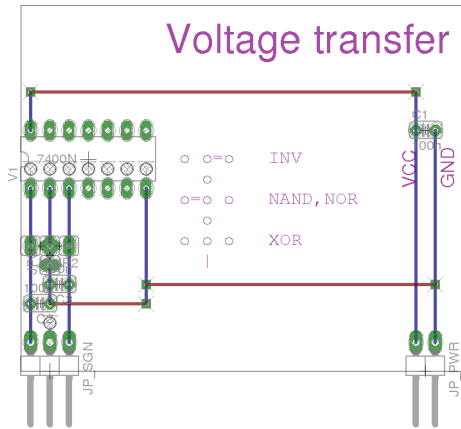 Voltage transfer
C1
100n
VCC
GND
7400N
V1
INV
NAND,NOR
XOR
JP_SGN
JP_PWR